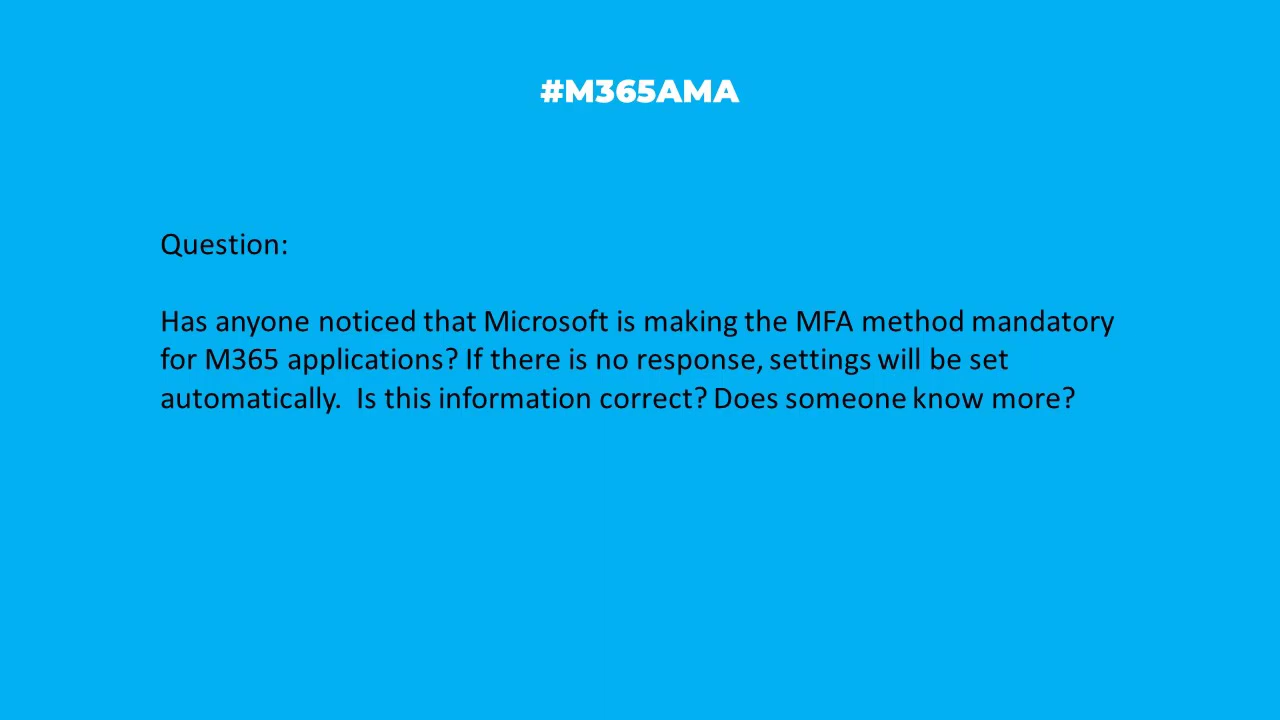 #M365AMA
Question:
Has anyone noticed that Microsoft is making the MFA method mandatory
for M365 applications? If there is no response, settings will be set
automatically.  Is this information correct? Does someone know more?